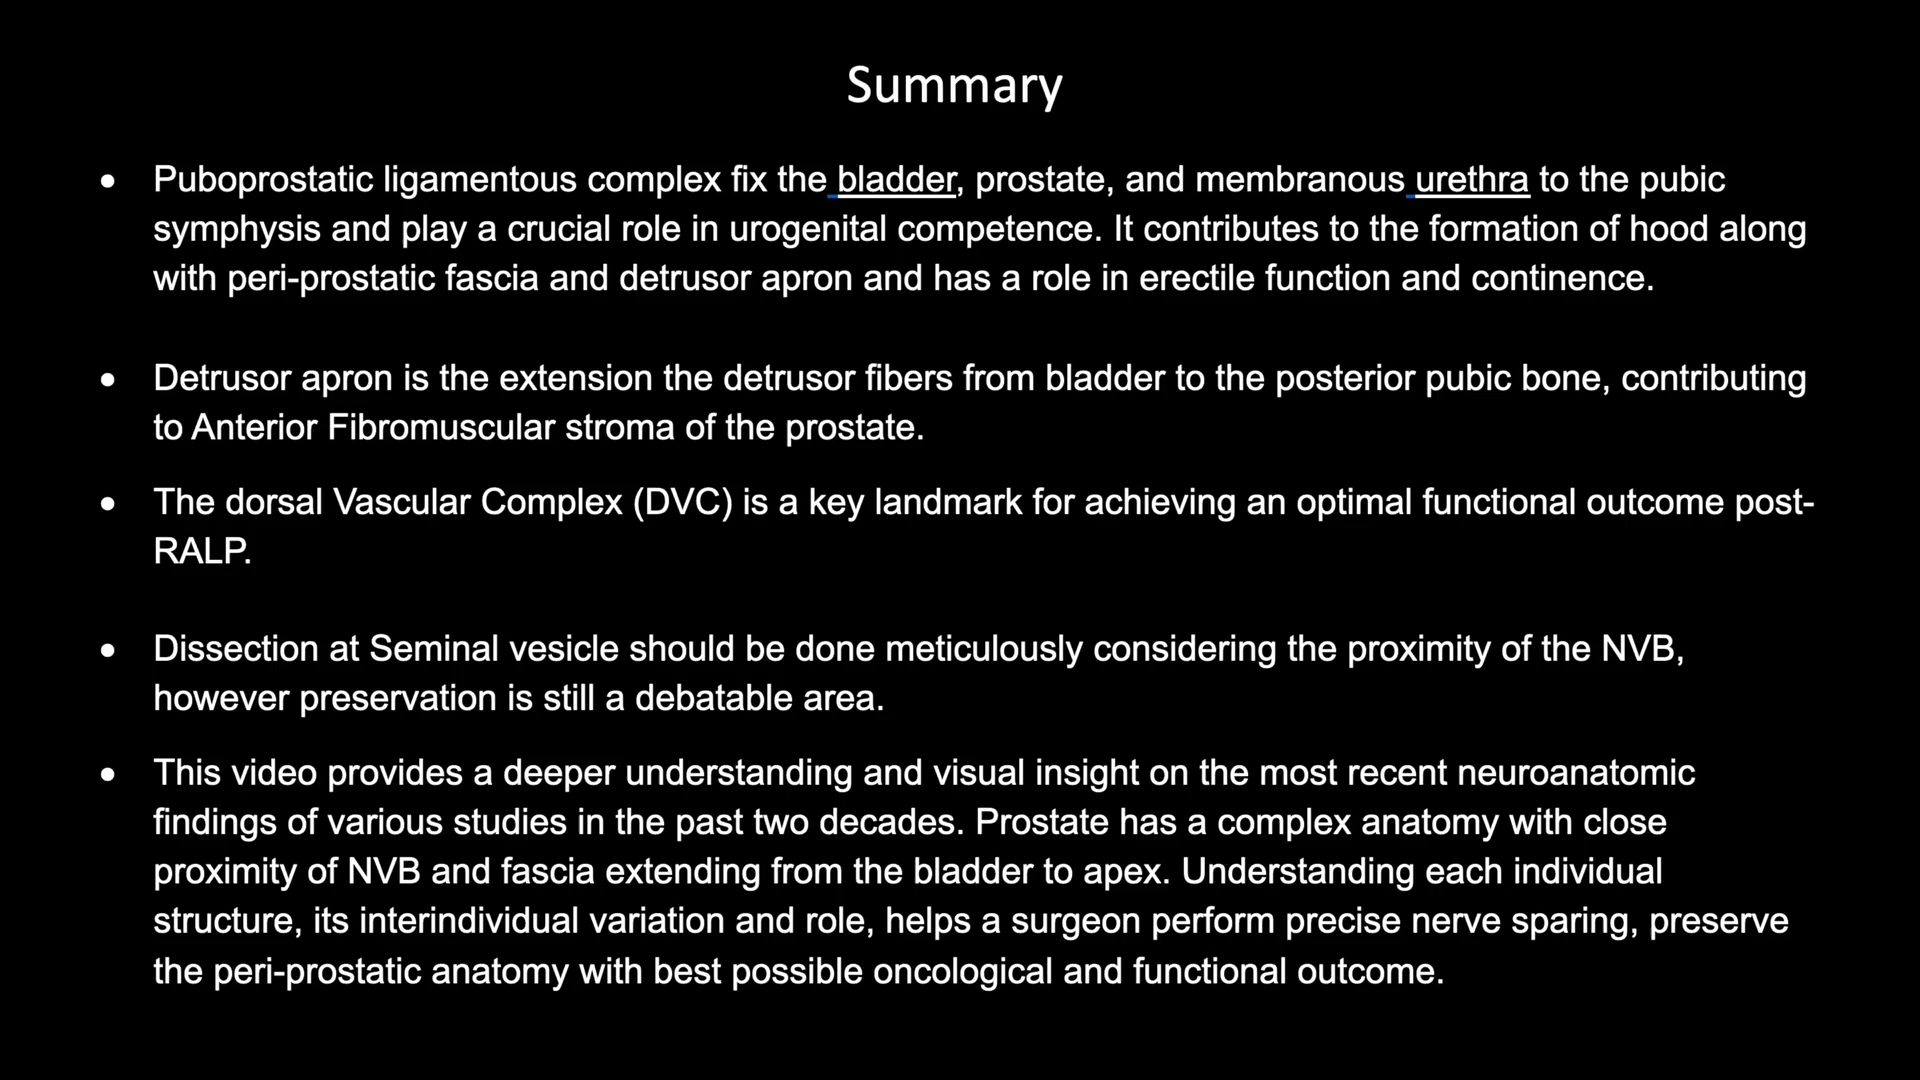 Summary
• Puboprostatic ligamentous complex fix the bladder, prostate, and membranous urethra to the pubic
symphysis and play a crucial role in urogenital competence. It contributes to the formation of hood along
with peri-prostatic fascia and detrusor apron and has a role in erectile function and continence.
• Detrusor apron is the extension the detrusor fibers from bladder to the posterior pubic bone, contributing
to Anterior Fibromuscular stroma of the prostate.
• The dorsal Vascular Complex (DVC) is a key landmark for achieving an optimal functional outcome post-
RALP.
• Dissection at Seminal vesicle should be done meticulously considering the proximity of the NVB,
however preservation is still a debatable area.
• This video provides a deeper understanding and visual insight on the most recent neuroanatomic
findings of various studies in the past two decades. Prostate has a complex anatomy with close
proximity of NVB and fascia extending from the bladder to apex. Understanding each individual
structure, its interindividual variation and role, helps a surgeon perform precise nerve sparing, preserve
the peri-prostatic anatomy with best possible oncological and functional outcome.